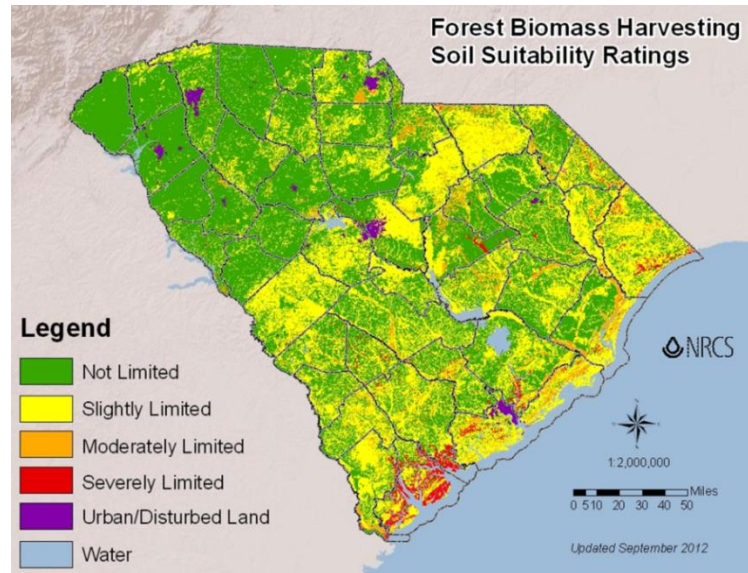 Forest Biomass Harvesting
Soil Suitability Ratings
Legend
Not Limited
Slightly Limited
Moderately Limited
Severely Limited
Urban/Disturbed Land
Water
NRCS
1:2,000,000
Miles
0 5 10 20 30 40 50
Updated September 2012